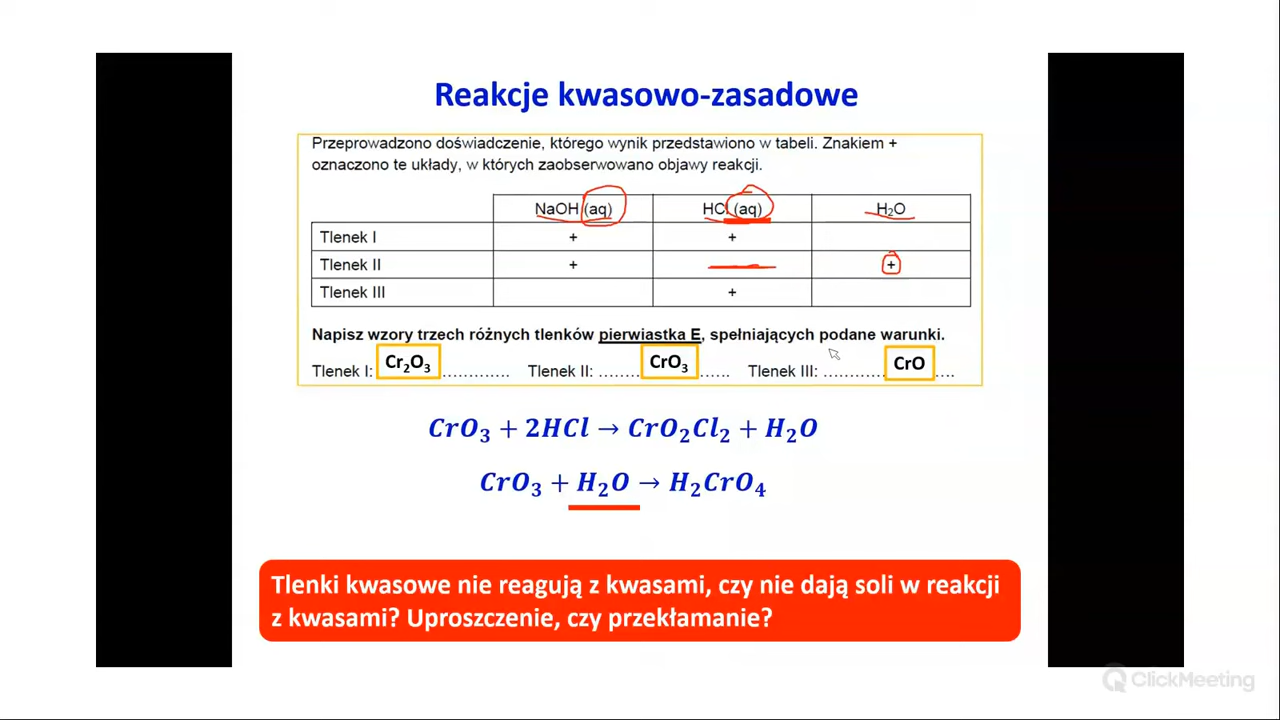 Reakcje kwasowo-zasadowe
Przeprowadzono doświadczenie, którego wynik przedstawiono w tabeli. Znakiem +
oznaczono te układy, w których zaobserwowano objawy reakcji.
NaOH (aq) HCl (aq) H₂O
Tlenek I + +
Tlenek II + +
Tlenek III +
Napisz wzory trzech różnych tlenków pierwiastka E, spełniających podane warunki.
Tlenek I: Cr₂O₃ ............. Tlenek II: ........ CrO₃ ...... Tlenek III: ............ CrO ....
CrO₃ + 2HCl → CrO₂Cl₂ + H₂O
CrO₃ + H₂O → H₂CrO₄
Tlenki kwasowe nie reagują z kwasami, czy nie dają soli w reakcji
z kwasami? Uproszczenie, czy przekłamanie?
ClickMeeting